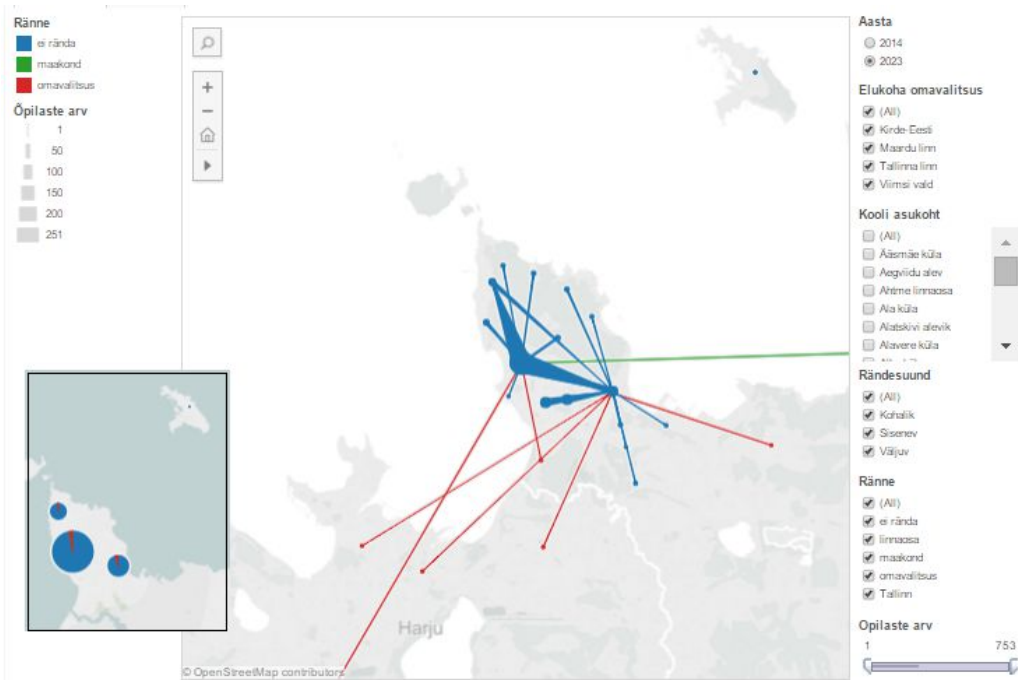 Ränne
ei rända
maakond
omavalitsus
Õpilaste arv
1
50
100
150
200
251
Harju
© OpenStreetMap contributors
Aasta
2014
2023
Elukoha omavalitsus
(All)
Kirde-Eesti
Maardu linn
Tallinna linn
Viimsi vald
Kooli asukoht
(All)
Ääsmäe küla
Aegviidu alev
Ahtme linnaosa
Ala küla
Alatskivi alevik
Alavere küla
Rändesuund
(All)
Kohalik
Sisenev
Väljuv
Ränne
(All)
ei rända
linnaosa
maakond
omavalitsus
Tallinn
Opilaste arv
1 753